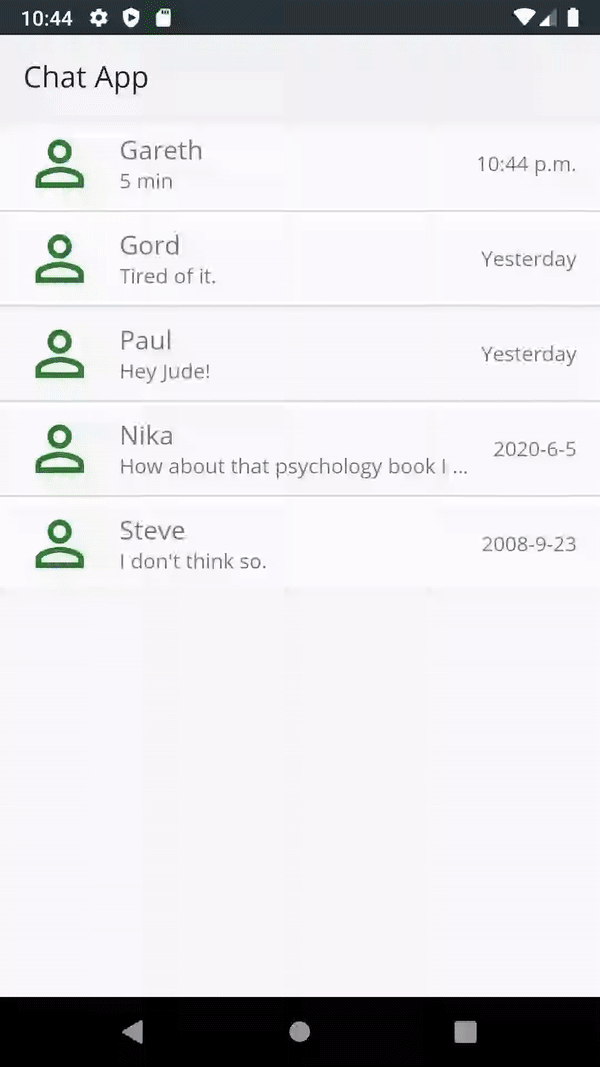 10:44
Chat App
Gareth
5 min
10:44 p.m.
Gord
Tired of it.
Yesterday
Paul
Hey Jude!
Yesterday
Nika
How about that psychology book I ...
2020-6-5
Steve
I don't think so.
2008-9-23